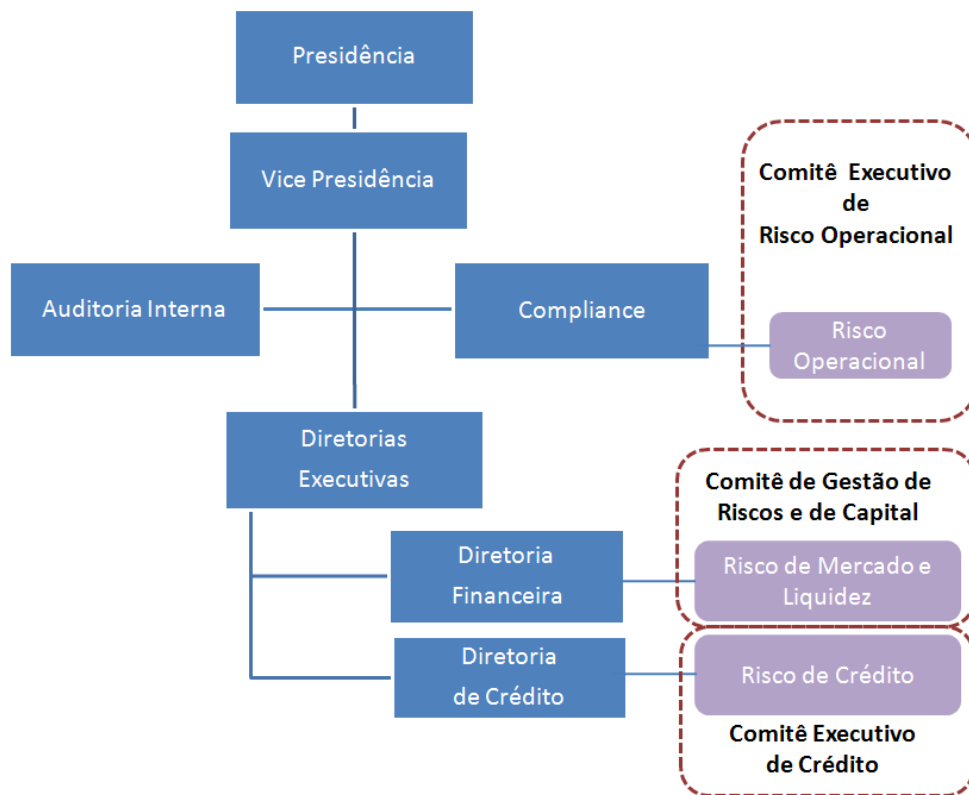 Presidência
Vice Presidência
Comitê Executivo
de
Risco Operacional
Auditoria Interna
Compliance
Risco
Operacional
Diretorias
Executivas
Comitê de Gestão de
Riscos e de Capital
Diretoria
Financeira
Risco de Mercado e
Liquidez
Diretoria
de Crédito
Risco de Crédito
Comitê Executivo
de Crédito